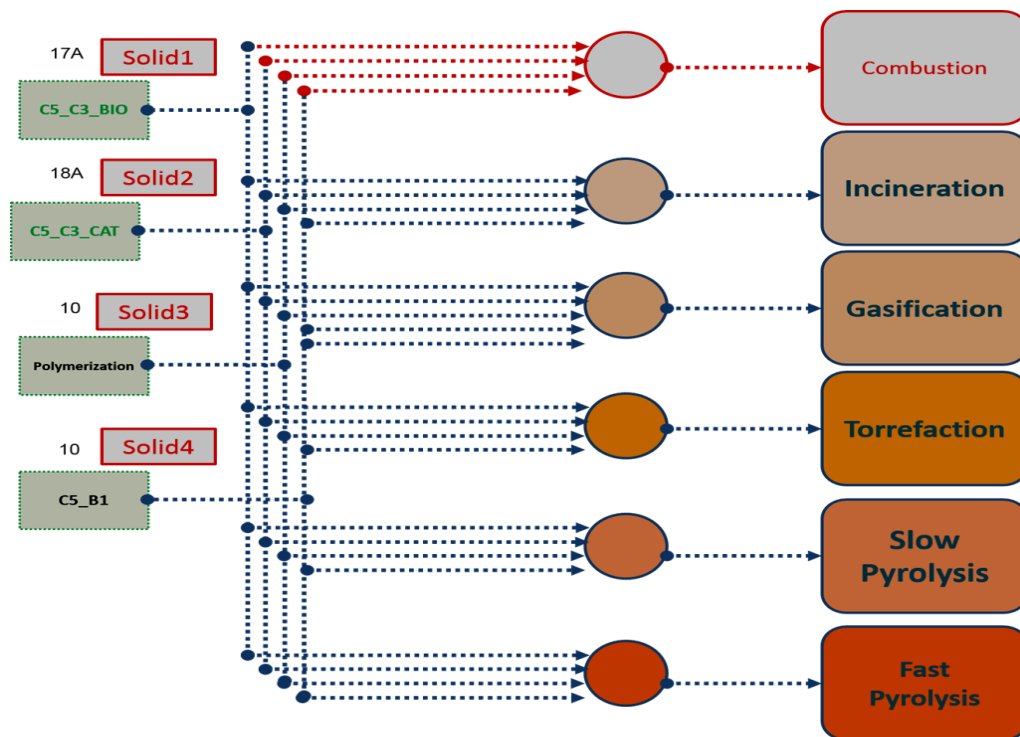 17A
Solid1
C5_C3_BIO
18A
Solid2
C5_C3_CAT
10
Solid3
Polymerization
10
Solid4
C5_B1
Combustion
Incineration
Gasification
Torrefaction
Slow
Pyrolysis
Fast
Pyrolysis